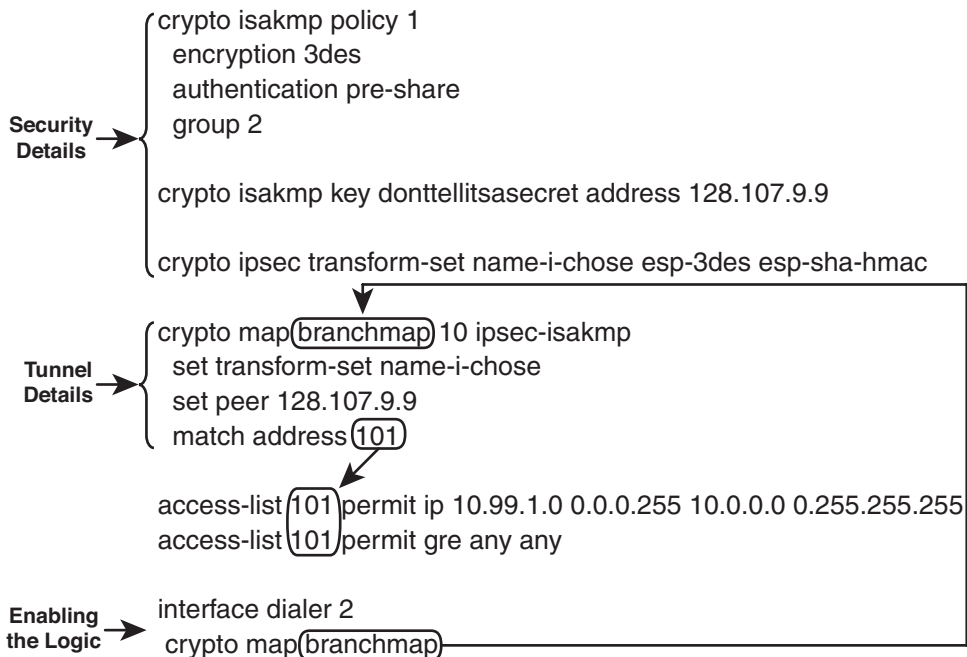 crypto isakmp policy 1
encryption 3des
authentication pre-share
group 2
Security
Details
crypto isakmp key donttellitsasecret address 128.107.9.9
crypto ipsec transform-set name-i-chose esp-3des esp-sha-hmac
crypto map branchmap 10 ipsec-isakmp
set transform-set name-i-chose
set peer 128.107.9.9
match address 101
Tunnel
Details
access-list 101 permit ip 10.99.1.0 0.0.0.255 10.0.0.0 0.255.255.255
access-list 101 permit gre any any
Enabling
the Logic
interface dialer 2
crypto map branchmap